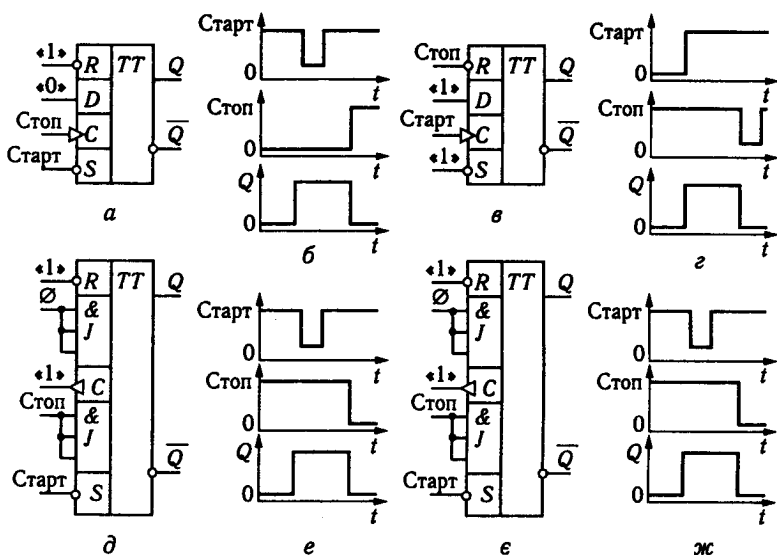 «1» R TT Q
«0» D
Стоп C Q
Старт S
а
Старт 0 t
Стоп 0 t
Q 0 t
б
Стоп R TT Q
«1» D
Старт C Q
«1» S
в
Старт 0 t
Стоп 0 t
Q 0 t
г
«1» R TT Q
Ø & J
«1» C
Стоп & J
Q
Старт S
д
Старт 0 t
Стоп 0 t
Q 0 t
е
«1» R TT Q
Ø & J
«1» C
Стоп & J
Q
Старт S
є
Старт 0 t
Стоп 0 t
Q 0 t
ж